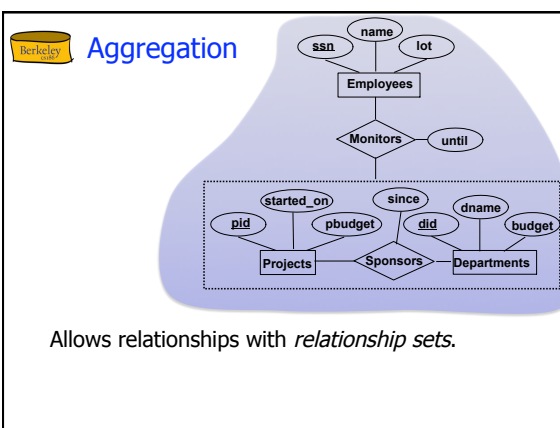 Berkeley
cs186
Aggregation
name
ssn
lot
Employees
Monitors
until
started_on
since
dname
pid
pbudget
did
budget
Projects
Sponsors
Departments
Allows relationships with relationship sets.